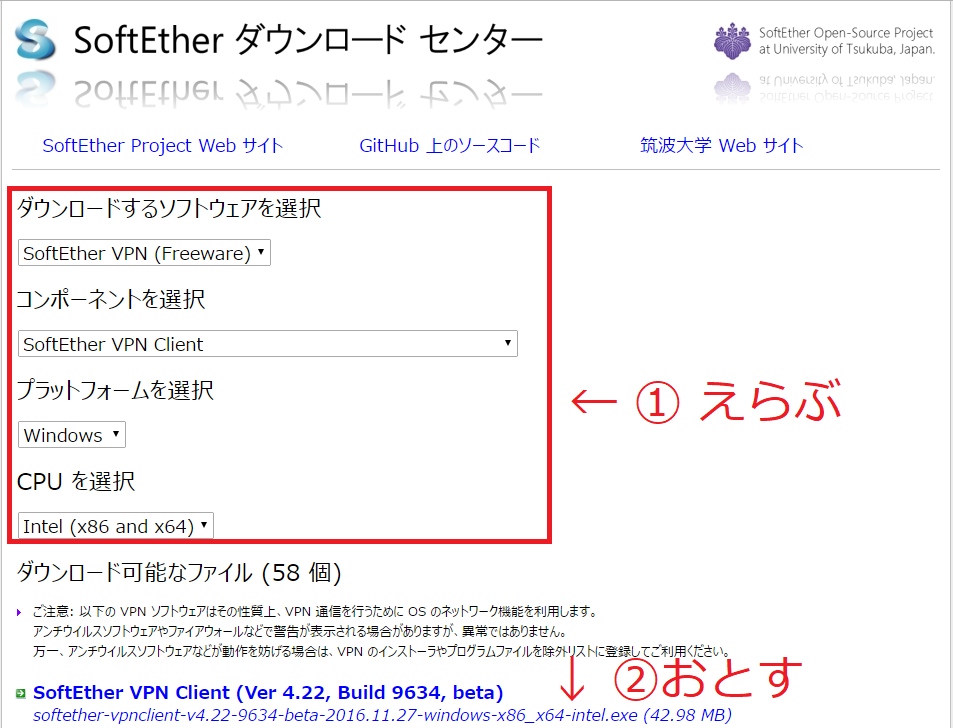 SoftEther ダウンロード センター
SoftEther Open-Source Project
at University of Tsukuba, Japan.
SoftEther Project Web サイト
GitHub 上のソースコード
筑波大学 Web サイト
ダウンロードするソフトウェアを選択
SoftEther VPN (Freeware)
コンポーネントを選択
SoftEther VPN Client
プラットフォームを選択
← ① えらぶ
Windows
CPU を選択
Intel (x86 and x64)
ダウンロード可能なファイル (58 個)
ご注意: 以下の VPN ソフトウェアはその性質上、VPN 通信を行うために OS のネットワーク機能を利用します。
アンチウイルスソフトウェアやファイアウォールなどで警告が表示される場合がありますが、異常ではありません。
万一、アンチウイルスソフトウェアなどが動作を妨げる場合は、VPN のインストーラやプログラムファイルを除外リストに登録してご利用ください。
↓ ②おとす
SoftEther VPN Client (Ver 4.22, Build 9634, beta)
softether-vpnclient-v4.22-9634-beta-2016.11.27-windows-x86_x64-intel.exe (42.98 MB)